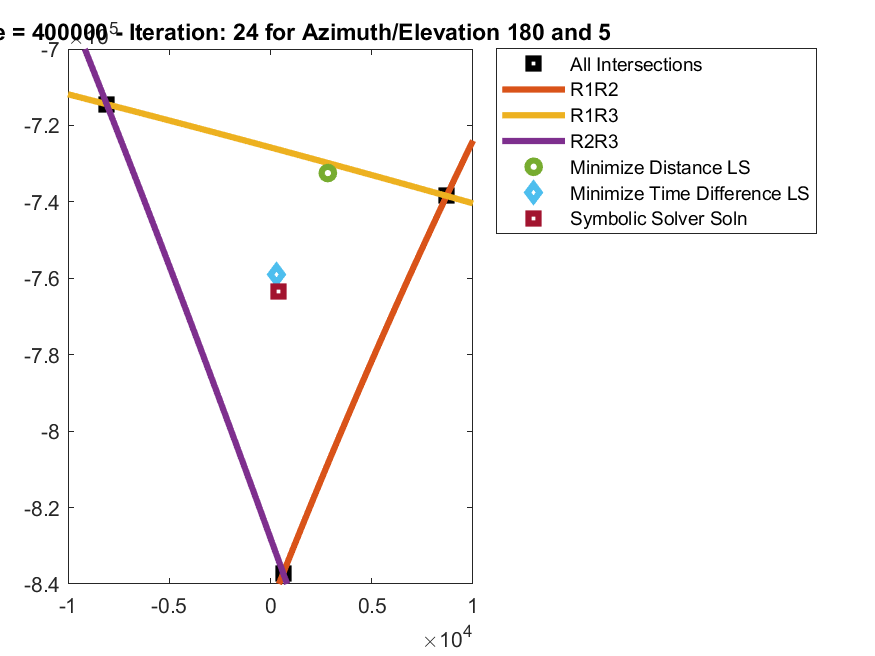 e = 400000 - Iteration: 24 for Azimuth/Elevation 180 and 5
×10⁵
-7
-7.2
-7.4
-7.6
-7.8
-8
-8.2
-8.4
-1
-0.5
0
0.5
1
×10⁴
All Intersections
R1R2
R1R3
R2R3
Minimize Distance LS
Minimize Time Difference LS
Symbolic Solver Soln